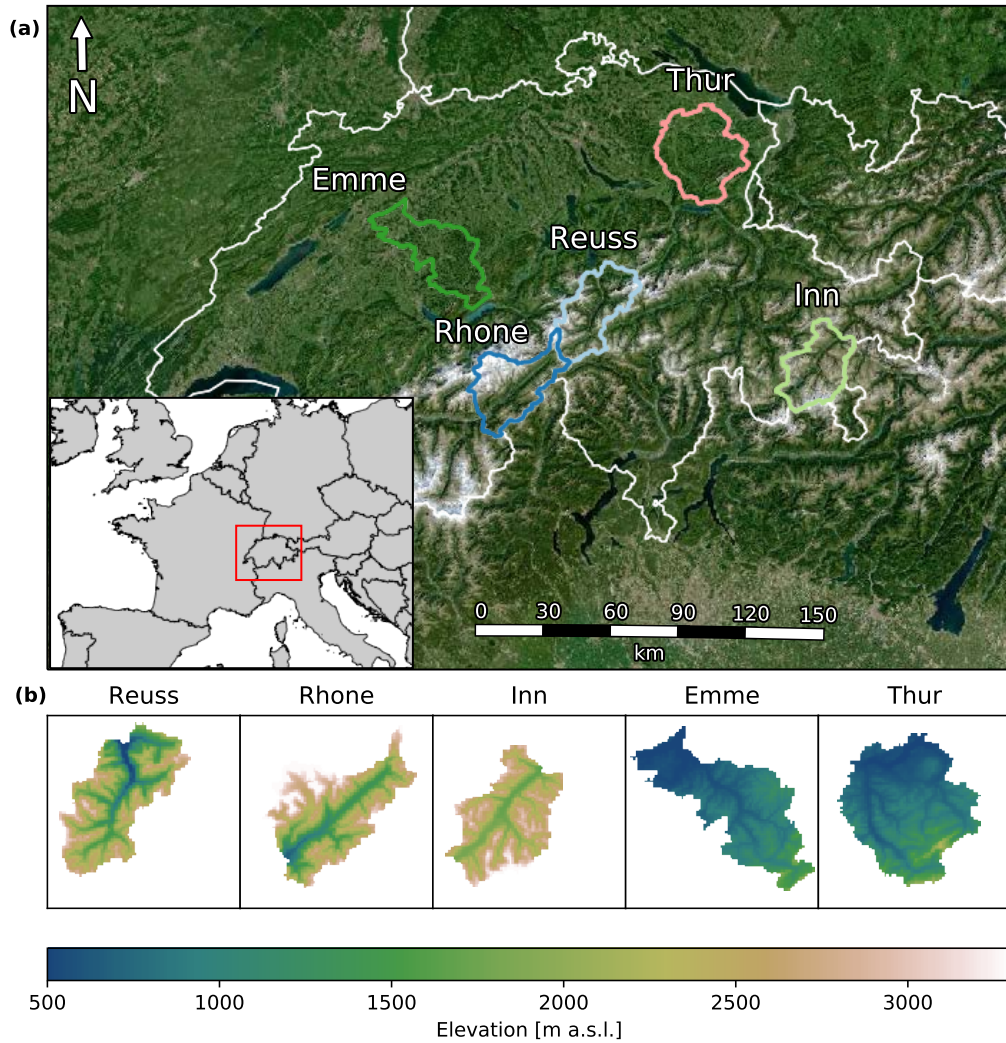 (a)
N
Thur
Emme
Reuss
Inn
Rhone
0 30 60 90 120 150
km
(b)
Reuss Rhone Inn Emme Thur
500 1000 1500 2000 2500 3000
Elevation [m a.s.l.]